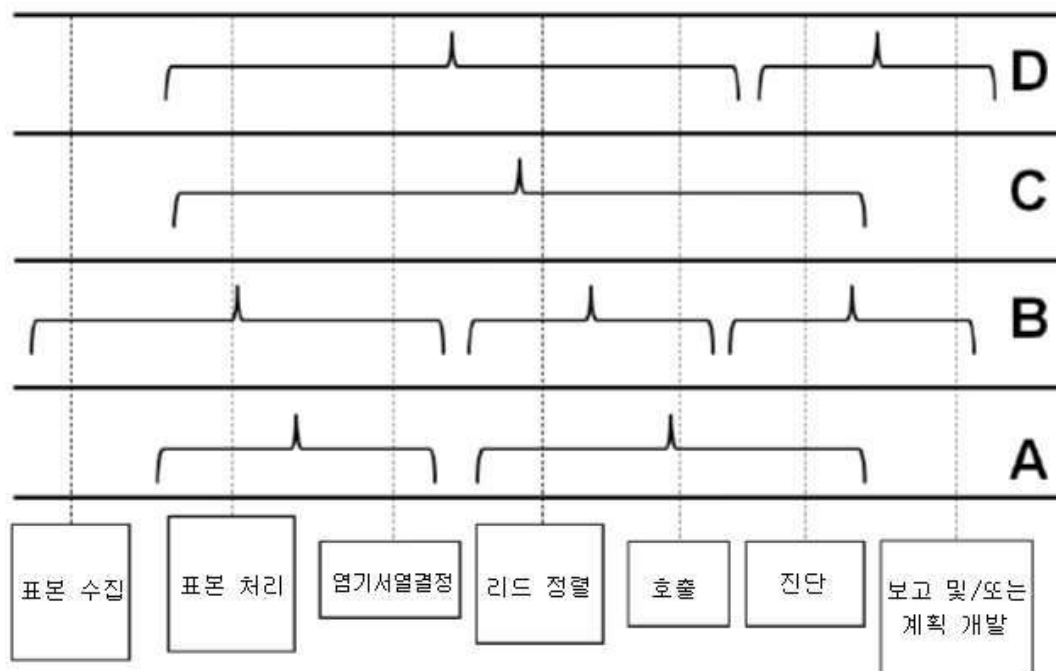 D
C
B
A
표본 수집
표본 처리
염기서열결정
리드 정렬
호출
진단
보고 및/또는
계획 개발